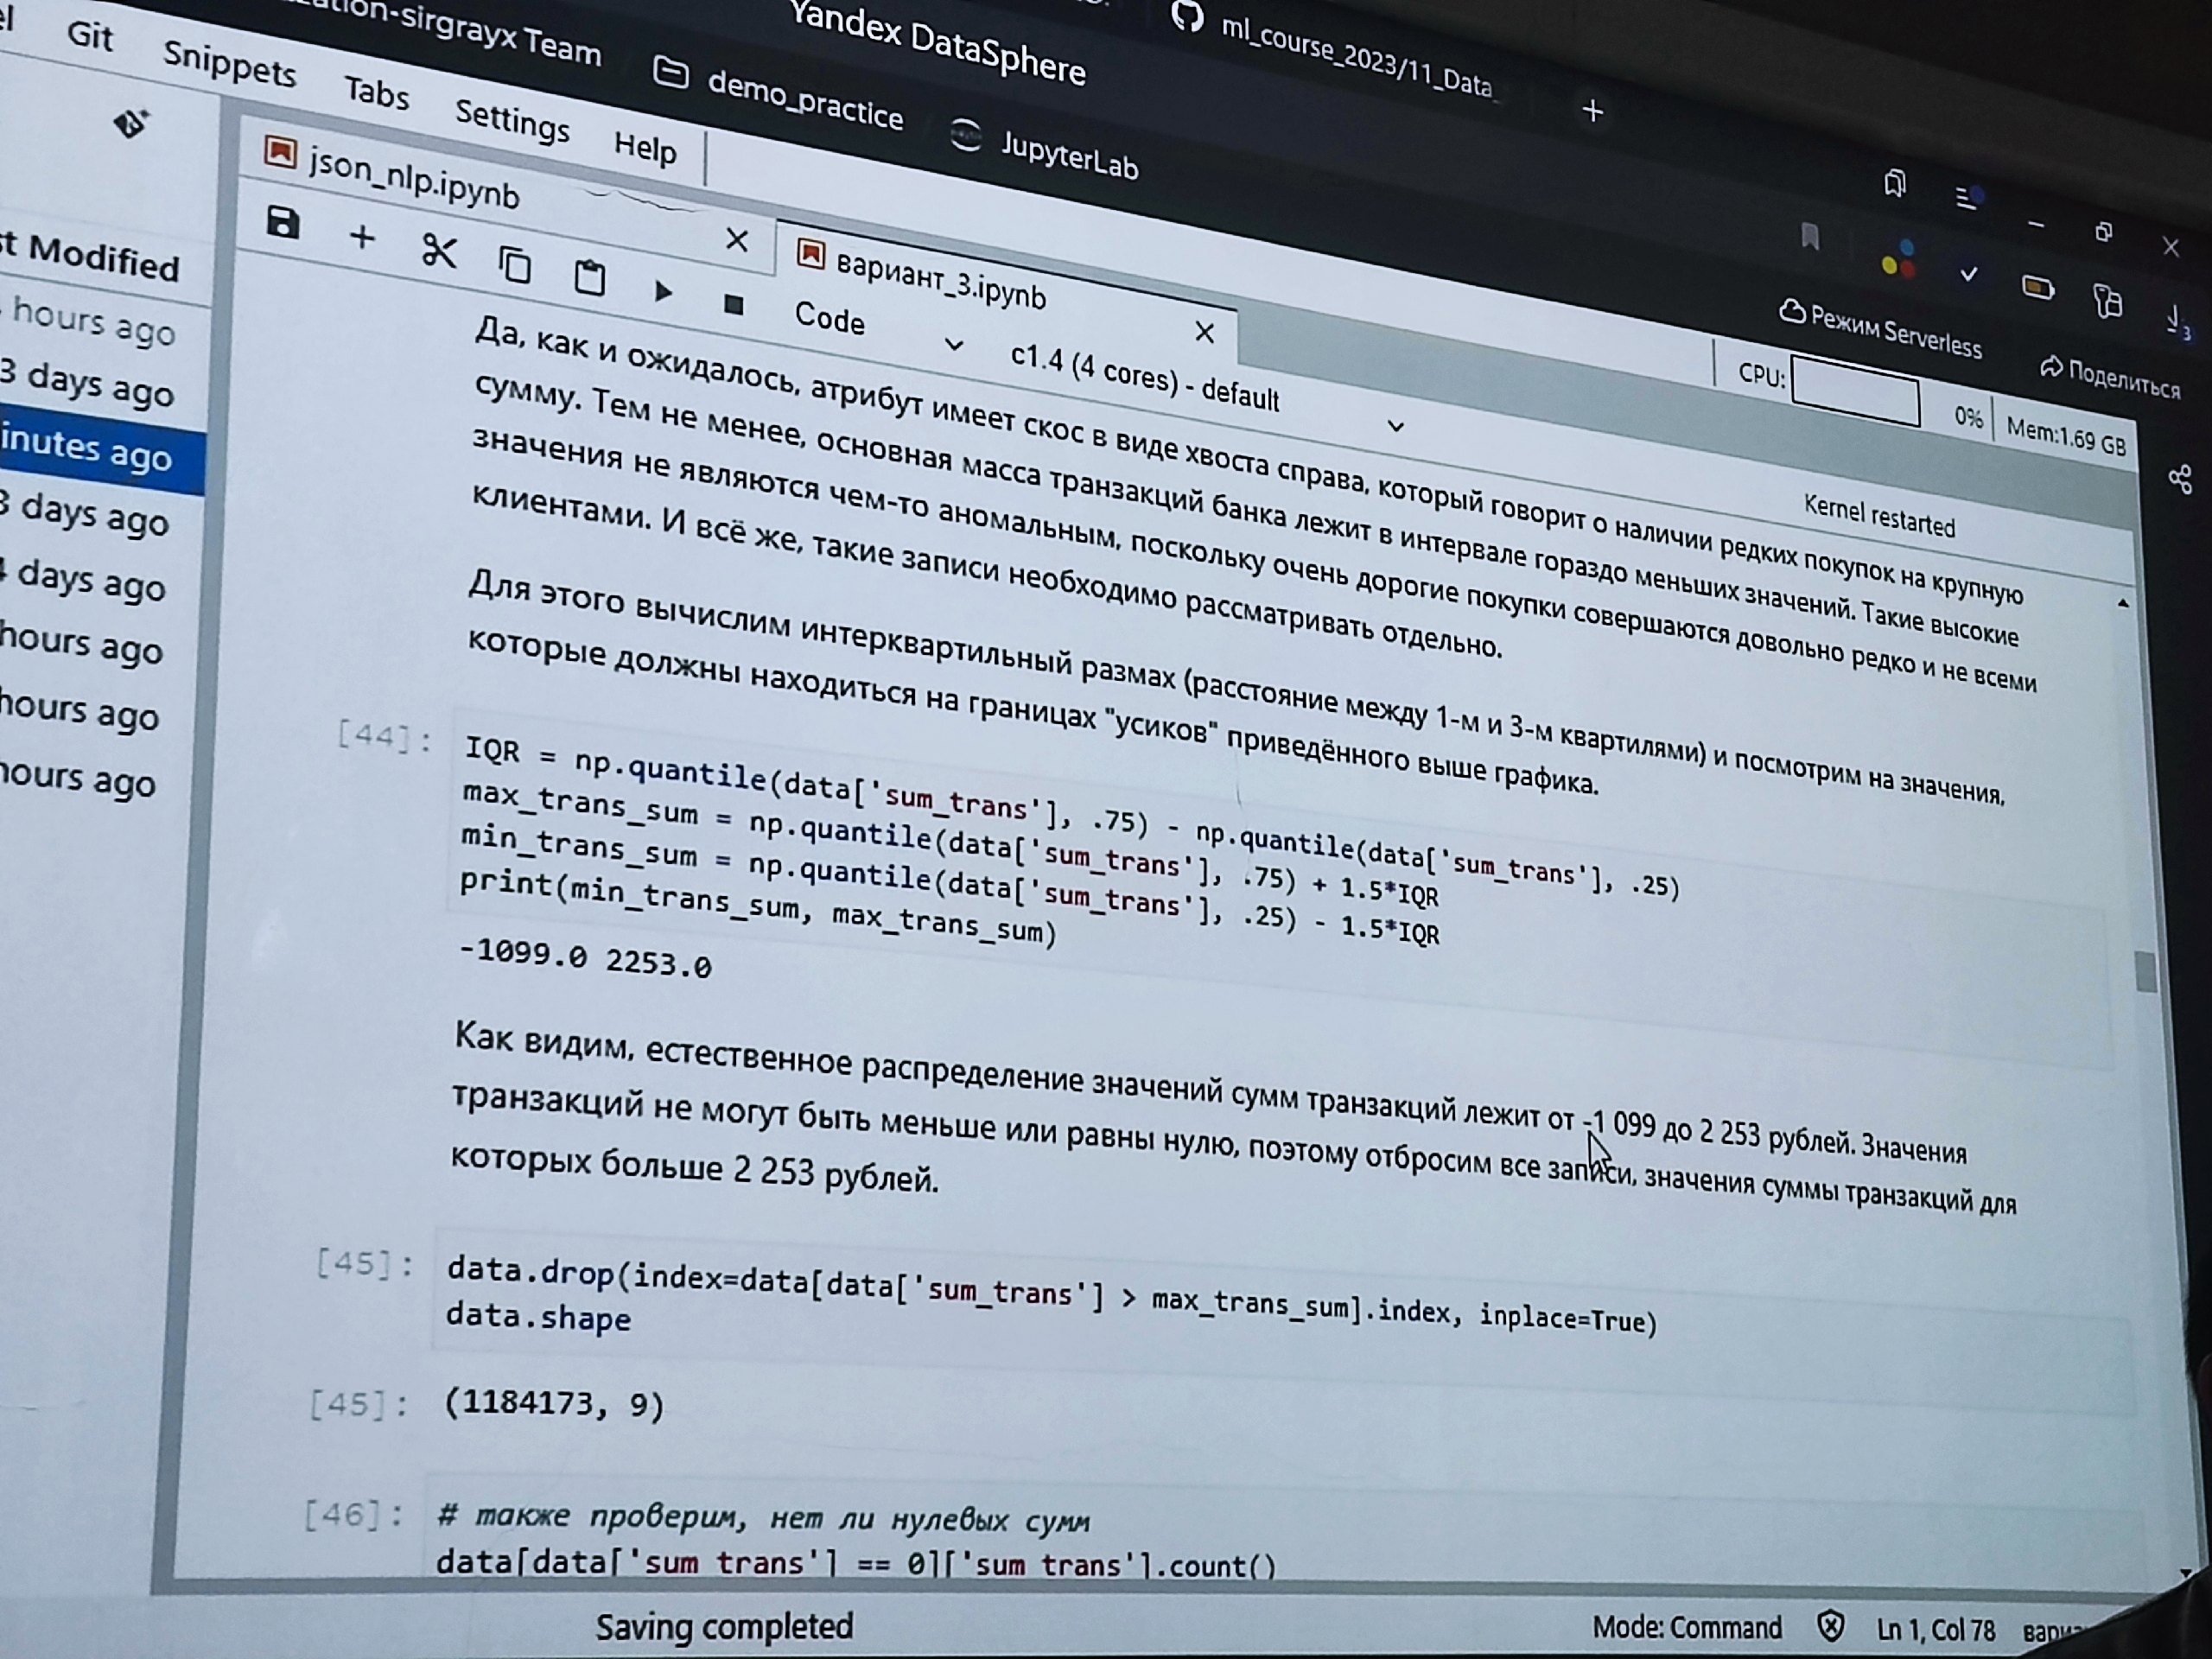 Yandex DataSphere
ml_course_2023/11_Data_
-sirgrayx Team
demo_practice
JupyterLab
Git Snippets Tabs Settings Help
Режим Serverless
Поделиться
json_nlp.ipynb
вариант_3.ipynb
CPU: 0% Mem:1.69 GB
Code
c1.4 (4 cores) - default
Kernel restarted
Modified
hours ago
3 days ago
ago
days ago
days ago
hours ago
hours ago
hours ago
Да, как и ожидалось, атрибут имеет скос в виде хвоста справа, который говорит о наличии редких покупок на крупную
сумму. Тем не менее, основная масса транзакций банка лежит в интервале гораздо меньших значений. Такие высокие
значения не являются чем-то аномальным, поскольку очень дорогие покупки совершаются довольно редко и не всеми
клиентами. И всё же, такие записи необходимо рассматривать отдельно.
Для этого вычислим интерквартильный размах (расстояние между 1-м и 3-м квартилями) и посмотрим на значения,
которые должны находиться на границах "усиков" приведённого выше графика.
[44]: IQR = np.quantile(data['sum_trans'], .75) - np.quantile(data['sum_trans'], .25)
max_trans_sum = np.quantile(data['sum_trans'], .75) + 1.5*IQR
min_trans_sum = np.quantile(data['sum_trans'], .25) - 1.5*IQR
print(min_trans_sum, max_trans_sum)
-1099.0 2253.0
Как видим, естественное распределение значений сумм транзакций лежит от -1 099 до 2 253 рублей. Значения
транзакций не могут быть меньше или равны нулю, поэтому отбросим все записи, значения суммы транзакций для
которых больше 2 253 рублей.
[45]: data.drop(index=data[data['sum_trans'] > max_trans_sum].index, inplace=True)
data.shape
[45]: (1184173, 9)
[46]: # также проверим, нет ли нулевых сумм
data[data['sum_trans'] == 0]['sum_trans'].count()
Saving completed
Mode: Command
Ln 1, Col 78